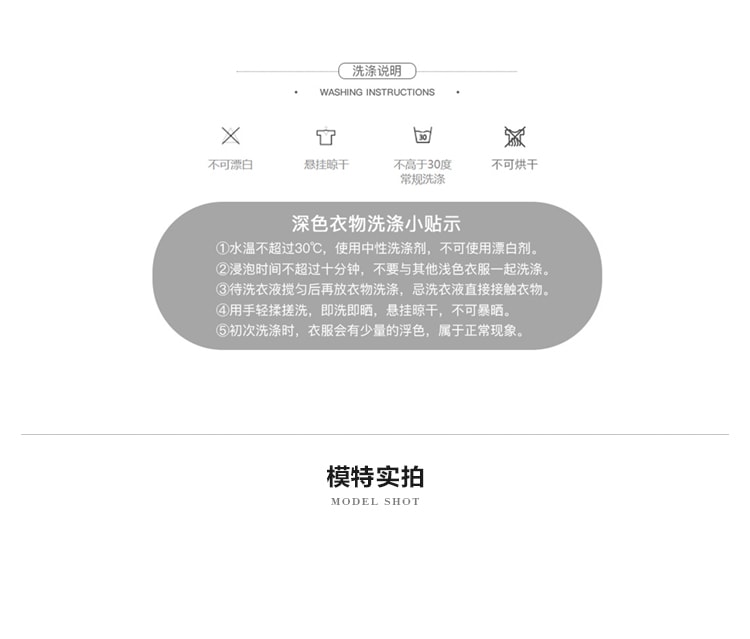 洗涤说明
• WASHING INSTRUCTIONS •
30
不可漂白 悬挂晾干 不高于30度 不可烘干
常规洗涤
深色衣物洗涤小贴示
①水温不超过30℃，使用中性洗涤剂，不可使用漂白剂。
②浸泡时间不超过十分钟，不要与其他浅色衣服一起洗涤。
③待洗衣液搅匀后再放衣物洗涤，忌洗衣液直接接触衣物。
④用手轻揉搓洗，即洗即晒，悬挂晾干，不可暴晒。
⑤初次洗涤时，衣服会有少量的浮色，属于正常现象。
模特实拍
MODEL SHOT